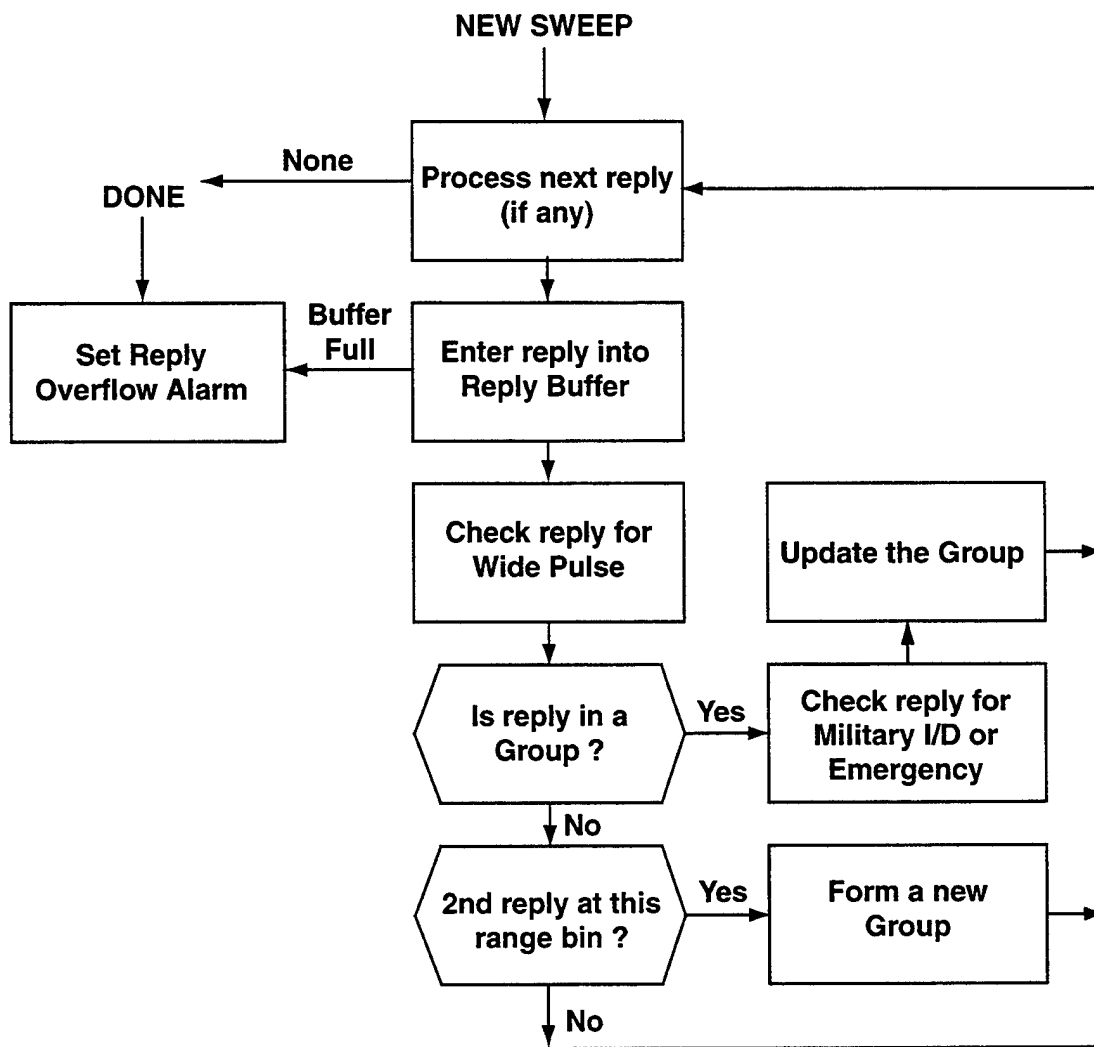 NEW SWEEP
Process next reply
(if any)
None
DONE
Set Reply
Overflow Alarm
Buffer
Full
Enter reply into
Reply Buffer
Check reply for
Wide Pulse
Update the Group
Is reply in a
Group ?
Yes
Check reply for
Military I/D or
Emergency
No
2nd reply at this
range bin ?
Yes
Form a new
Group
No